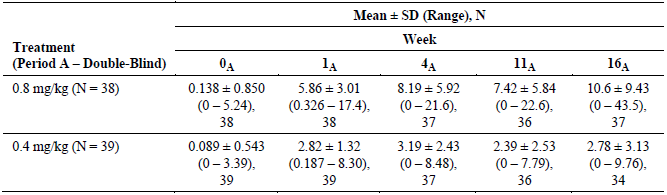 Mean ± SD (Range), N
Treatment
(Period A – Double-Blind)
Week
0A 1A 4A 11A 16A
0.8 mg/kg (N = 38) 0.138 ± 0.850 5.86 ± 3.01 8.19 ± 5.92 7.42 ± 5.84 10.6 ± 9.43
(0 – 5.24), (0.326 - 17.4), (0 – 21.6), (0 – 22.6), (0 – 43.5),
38 38 37 36 37
0.4 mg/kg (N = 39) 0.089 ± 0.543 2.82 ± 1.32 3.19 ± 2.43 2.39 ± 2.53 2.78 ± 3.13
(0 – 3.39), (0.187 – 8.30), (0 – 8.48), (0 – 7.79), (0 – 9.76),
39 39 37 36 34